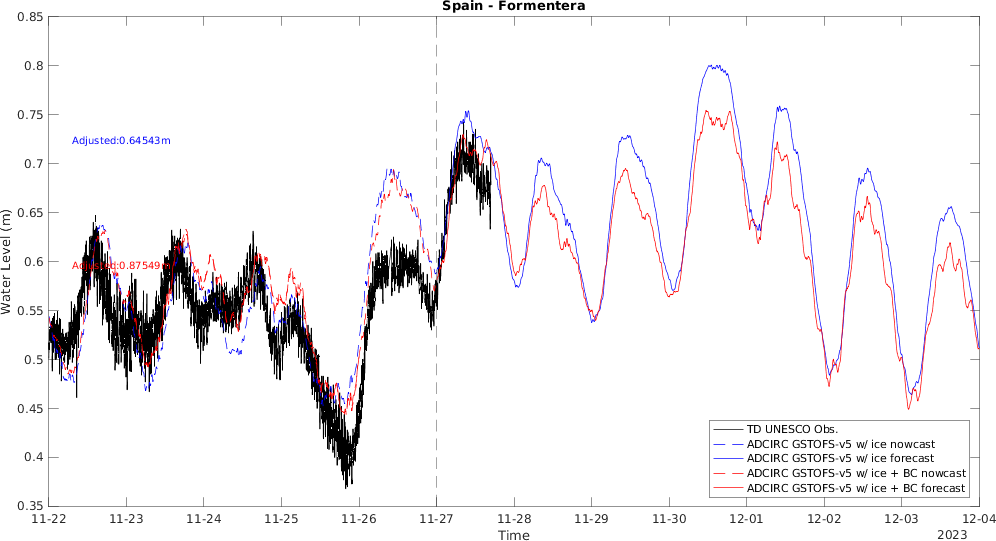 Spain - Formentera
0.85
0.8
0.75
0.7
0.65
0.6
0.55
0.5
0.45
0.4
0.35
Water Level (m)
Adjusted:0.64543m
Adjusted:0.87549m
TD UNESCO Obs.
ADCIRC GSTOFS-v5 w/ ice nowcast
ADCIRC GSTOFS-v5 w/ ice forecast
ADCIRC GSTOFS-v5 w/ ice + BC nowcast
ADCIRC GSTOFS-v5 w/ ice + BC forecast
11-22 11-23 11-24 11-25 11-26 11-27 11-28 11-29 11-30 12-01 12-02 12-03 12-04
Time
2023